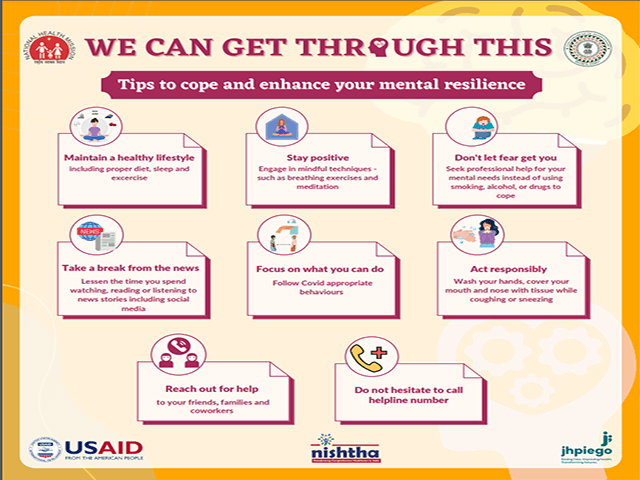 NATIONAL HEALTH MISSION
WE CAN GET THROUGH THIS
Tips to cope and enhance your mental resilience
Maintain a healthy lifestyle
including proper diet, sleep and
excercise
Stay positive
Engage in mindful techniques -
such as breathing exercises and
meditation
Don't let fear get you
Seek professional help for your
mental needs instead of using
smoking, alcohol, or drugs to
cope
NEWS
Take a break from the news
Lessen the time you spend
watching, reading or listening to
news stories including social
media
Focus on what you can do
Follow Covid appropriate
behaviours
Act responsibly
Wash your hands, cover your
mouth and nose with tissue while
coughing or sneezing
Reach out for help
to your friends, families and
coworkers
Do not hesitate to call
helpline number
USAID
FROM THE AMERICAN PEOPLE
nishtha
jhpiego